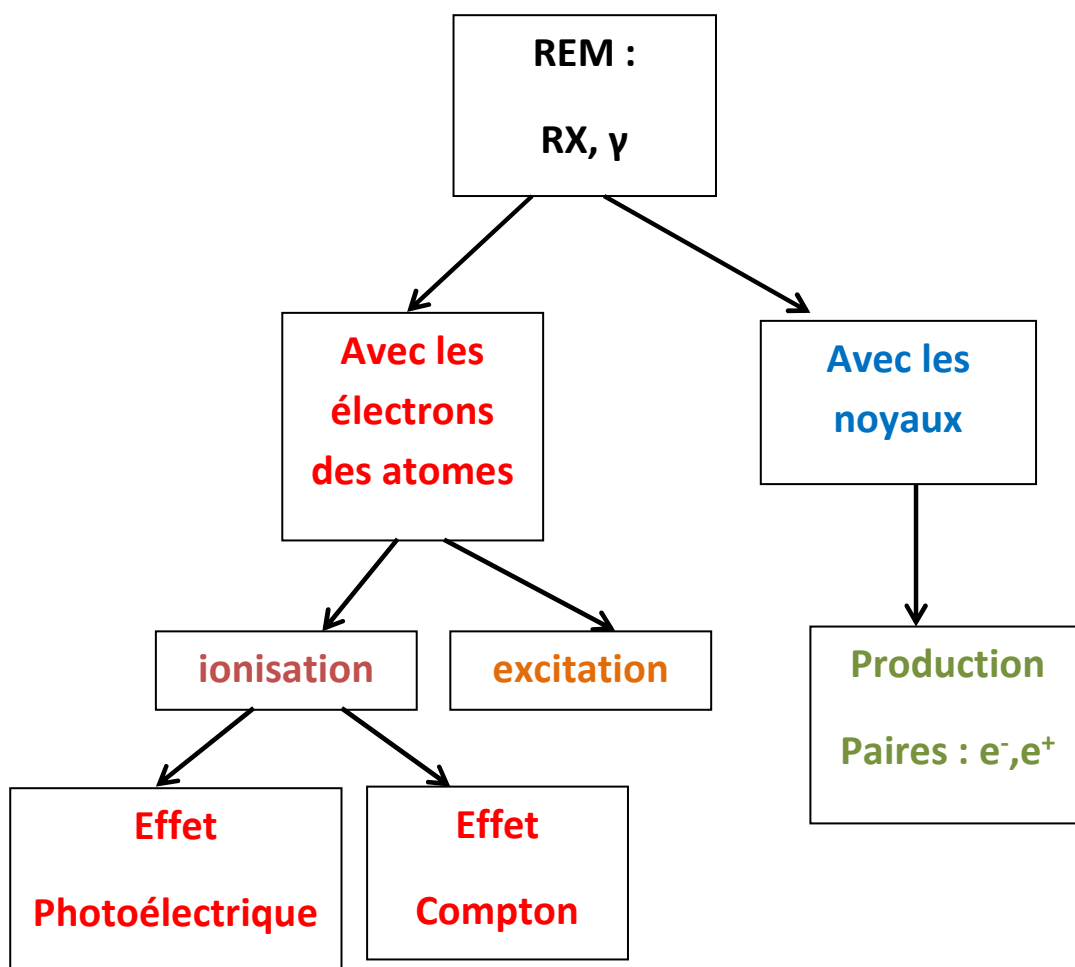 REM :
RX, γ
Avec les
électrons
des atomes
Avec les
noyaux
ionisation
excitation
Production
Paires : e⁻,e⁺
Effet
Photoélectrique
Effet
Compton